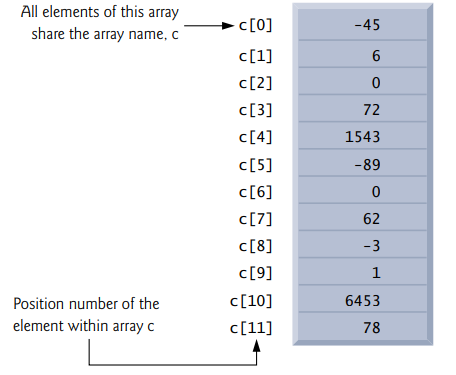 All elements of this array
share the array name, c
c[0] -45
c[1] 6
c[2] 0
c[3] 72
c[4] 1543
c[5] -89
c[6] 0
c[7] 62
c[8] -3
c[9] 1
Position number of the
element within array c
c[10] 6453
c[11] 78